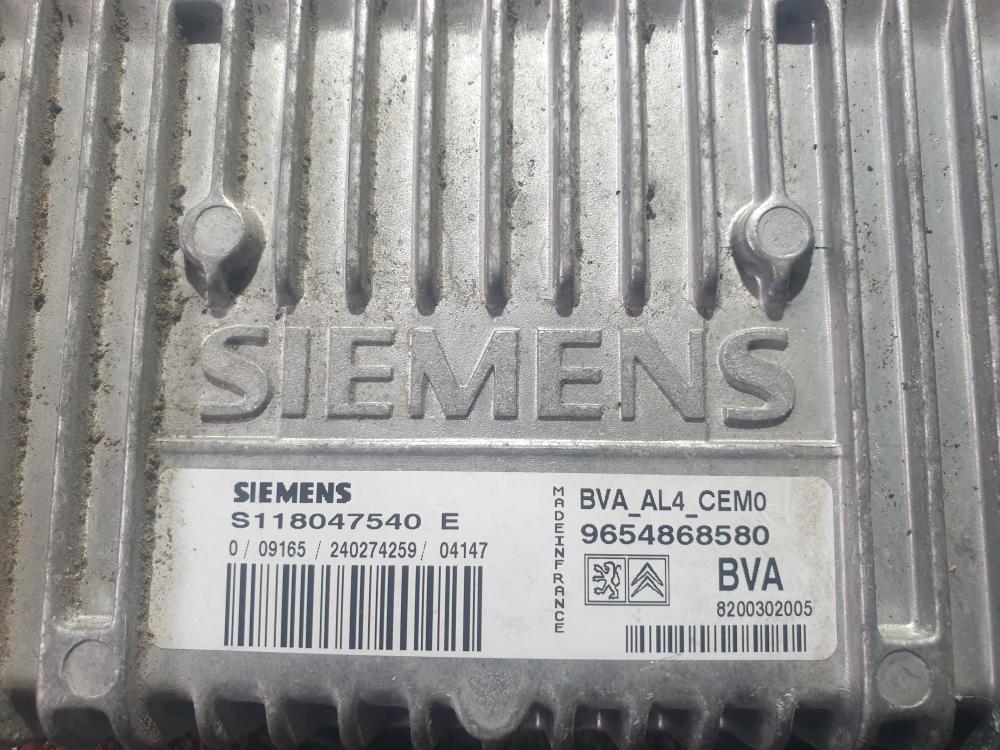 SIEMENS
SIEMENS
S118047540 E
0 / 09165 / 240274259 / 04147
MADEINFRANCE
BVA_AL4_CEM0
9654868580
BVA
8200302005